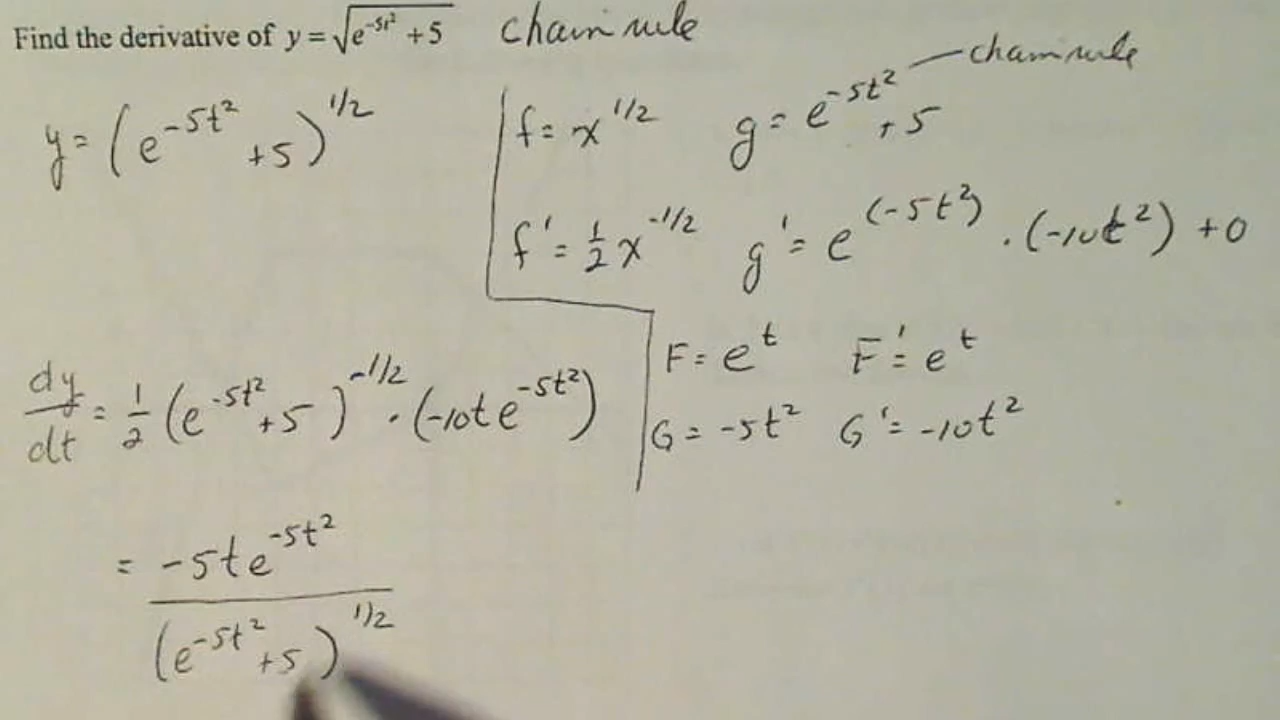 Find the derivative of y = √(e^(-5t²) + 5) chain rule
— chain rule
y = (e^(-5t²) + 5)^(1/2)
f = x^(1/2) g = e^(-5t²) + 5
f' = 1/2 x^(-1/2) g' = e^(-5t²) · (-10t²) + 0
F = e^t F' = e^t
dy/dt = 1/2 (e^(-5t²) + 5)^(-1/2) · (-10te^(-5t²))
G = -5t² G' = -10t²
= -5te^(-5t²) / (e^(-5t²) + 5)^(1/2)